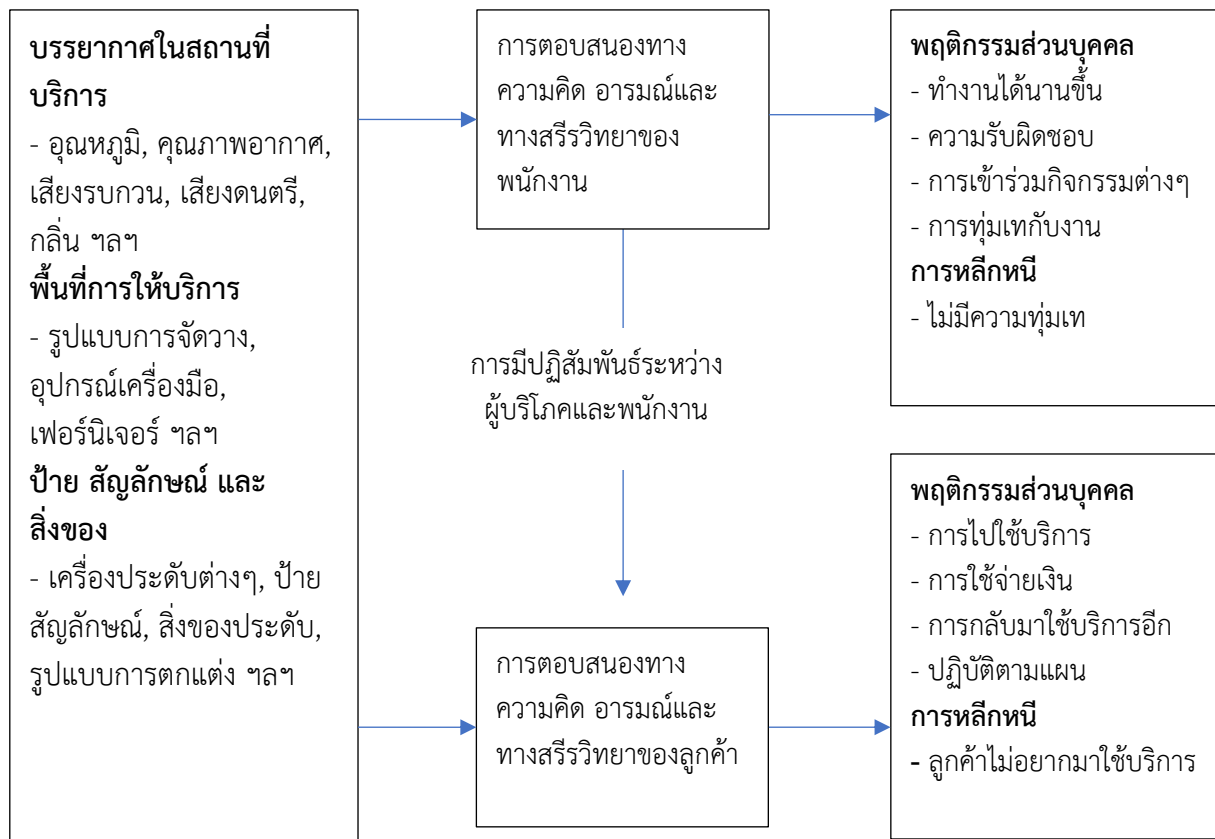 บรรยากาศในสถานที่
บริการ
- อุณหภูมิ, คุณภาพอากาศ,
เสียงรบกวน, เสียงดนตรี,
กลิ่น ฯลฯ
พื้นที่การให้บริการ
- รูปแบบการจัดวาง,
อุปกรณ์เครื่องมือ,
เฟอร์นิเจอร์ ฯลฯ
ป้าย สัญลักษณ์ และ
สิ่งของ
- เครื่องประดับต่างๆ, ป้าย
สัญลักษณ์, สิ่งของประดับ,
รูปแบบการตกแต่ง ฯลฯ
การตอบสนองทาง
ความคิด อารมณ์และ
ทางสรีรวิทยาของ
พนักงาน
การมีปฏิสัมพันธ์ระหว่าง
ผู้บริโภคและพนักงาน
การตอบสนองทาง
ความคิด อารมณ์และ
ทางสรีรวิทยาของลูกค้า
พฤติกรรมส่วนบุคคล
- ทำงานได้นานขึ้น
- ความรับผิดชอบ
- การเข้าร่วมกิจกรรมต่างๆ
- การทุ่มเทกับงาน
การหลีกหนี
- ไม่มีความทุ่มเท
พฤติกรรมส่วนบุคคล
- การไปใช้บริการ
- การใช้จ่ายเงิน
- การกลับมาใช้บริการอีก
- ปฏิบัติตามแผน
การหลีกหนี
- ลูกค้าไม่อยากมาใช้บริการ